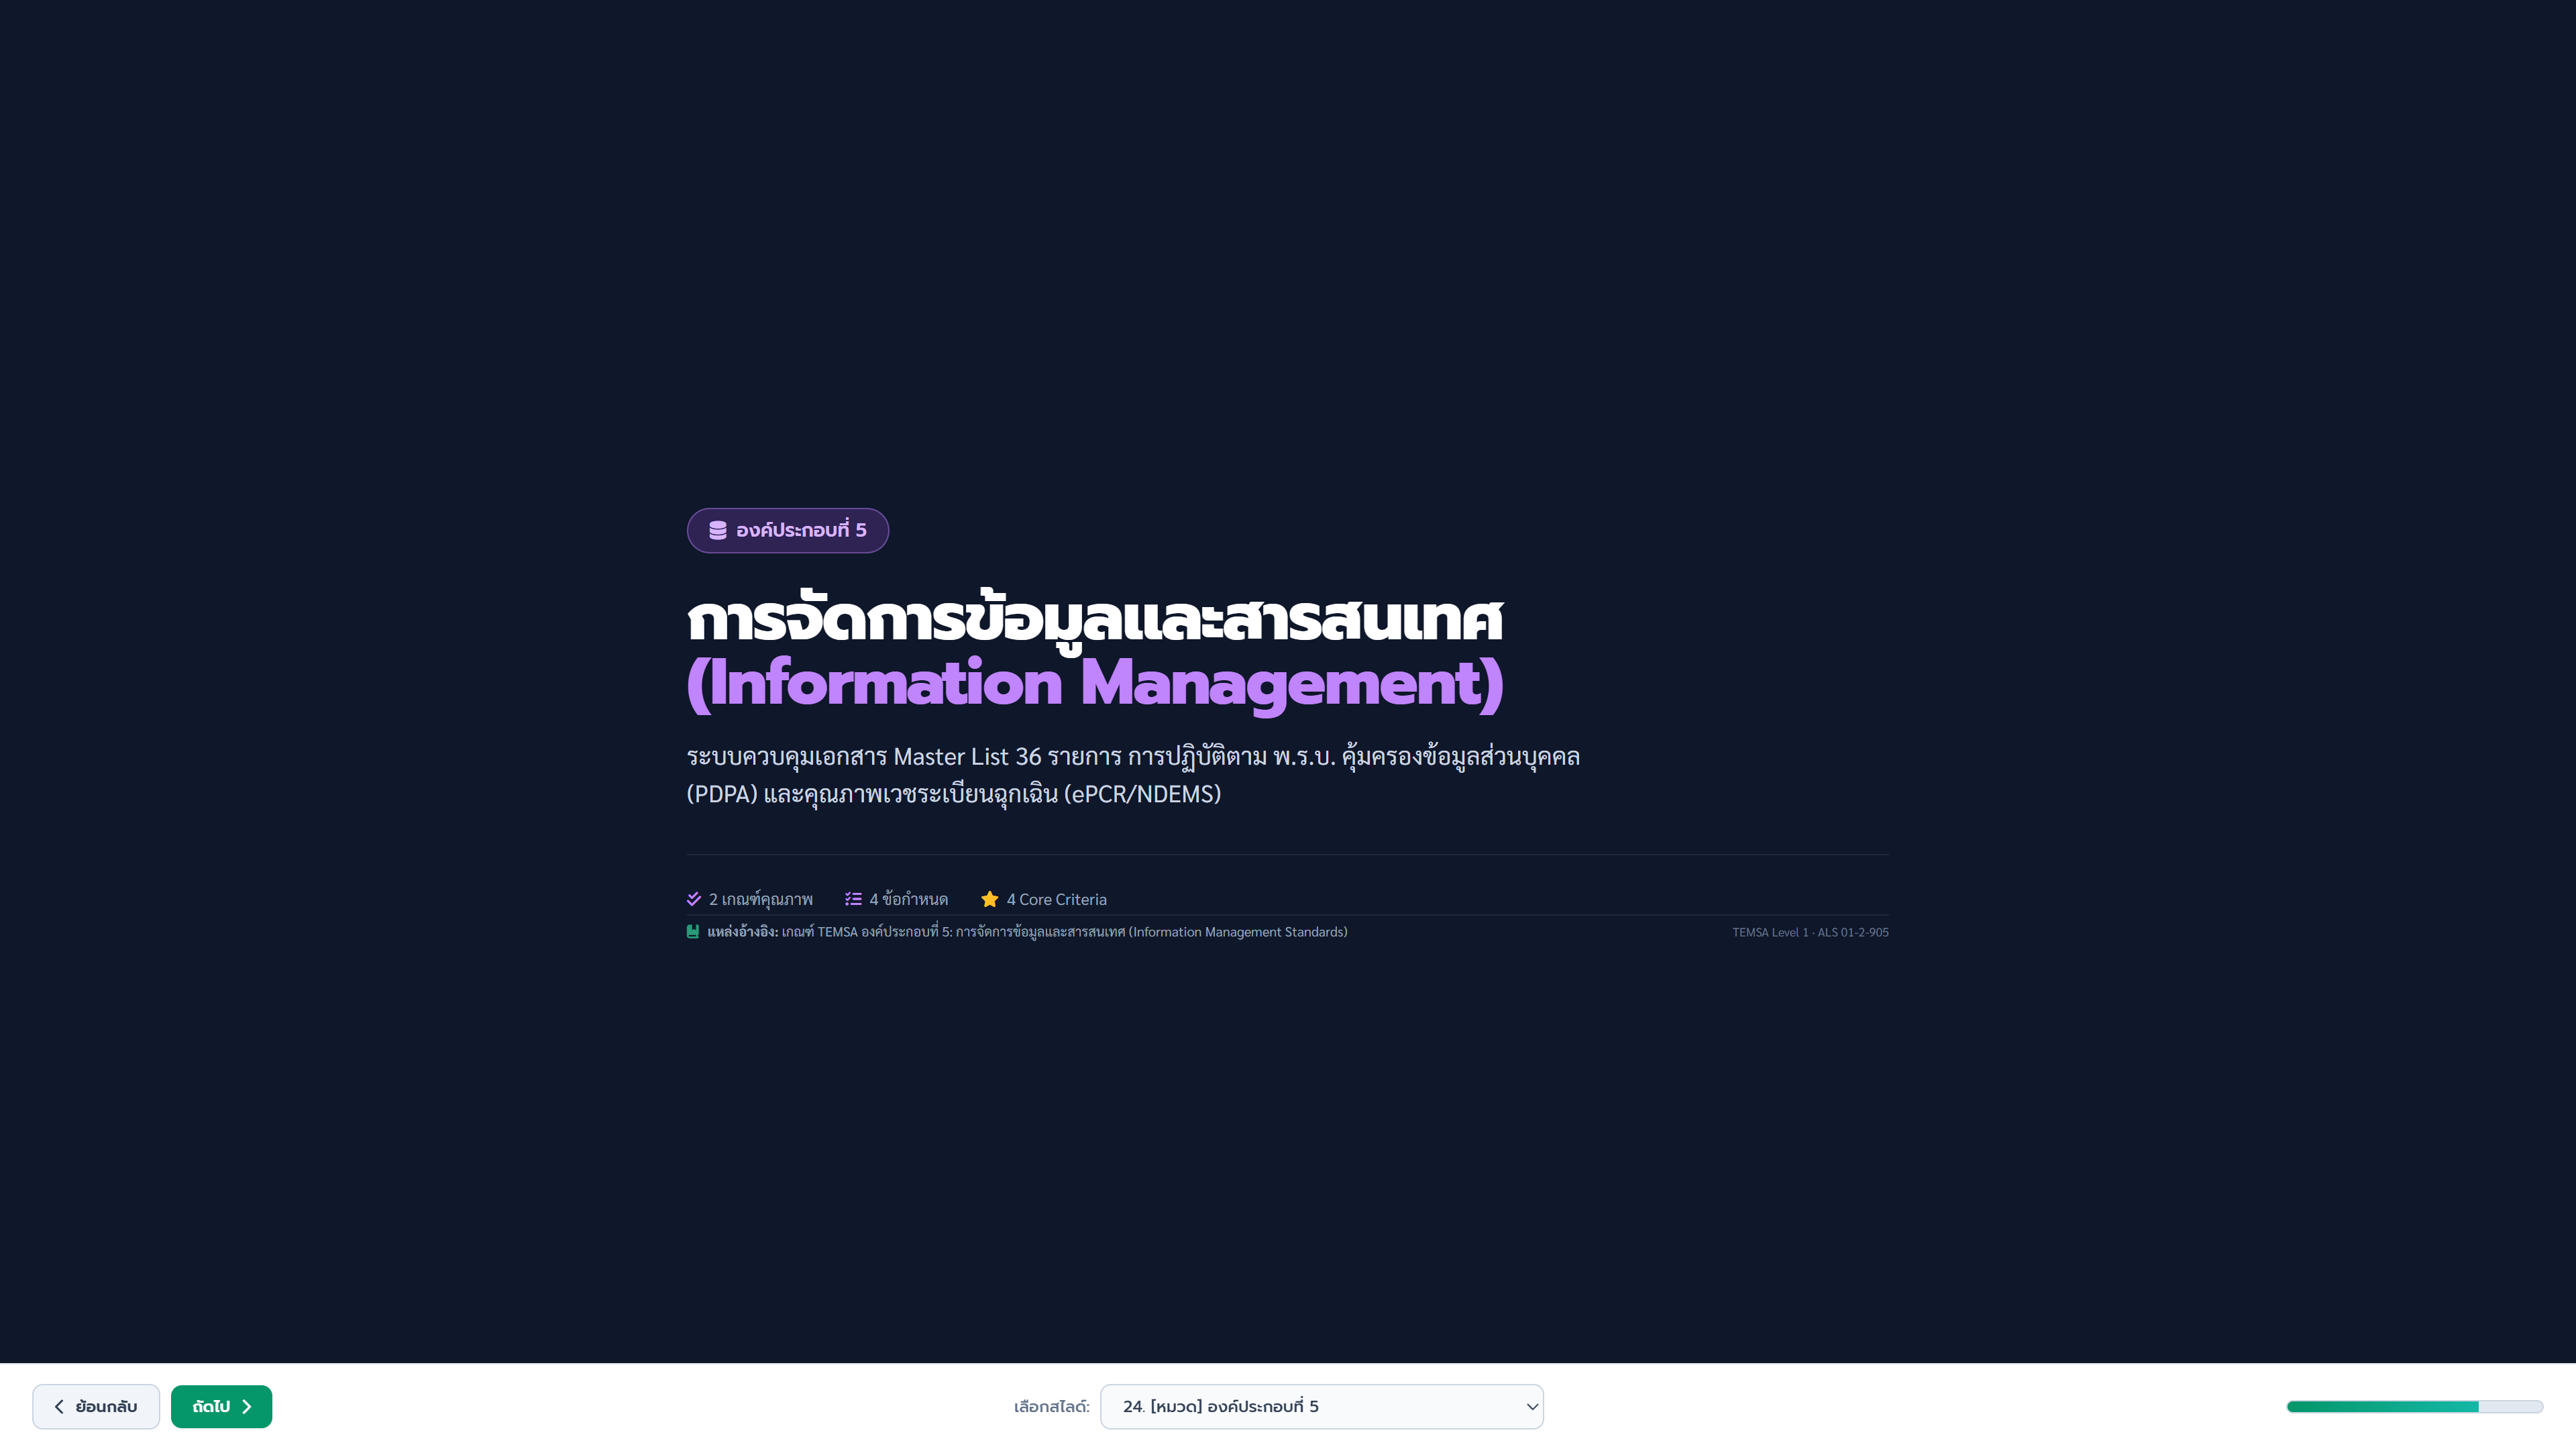 องค์ประกอบที่ 5
การจัดการข้อมูลและสารสนเทศ
(Information Management)
ระบบควบคุมเอกสาร Master List 36 รายการ การปฏิบัติตาม พ.ร.บ. คุ้มครองข้อมูลส่วนบุคคล
(PDPA) และคุณภาพเวชระเบียนฉุกเฉิน (ePCR/NDEMS)
2 เกณฑ์คุณภาพ 4 ข้อกำหนด 4 Core Criteria
แหล่งอ้างอิง: เกณฑ์ TEMSA องค์ประกอบที่ 5: การจัดการข้อมูลและสารสนเทศ (Information Management Standards) TEMSA Level 1 · ALS 01-2-905
ย้อนกลับ ถัดไป เลือกสไลด์: 24. [หมวด] องค์ประกอบที่ 5